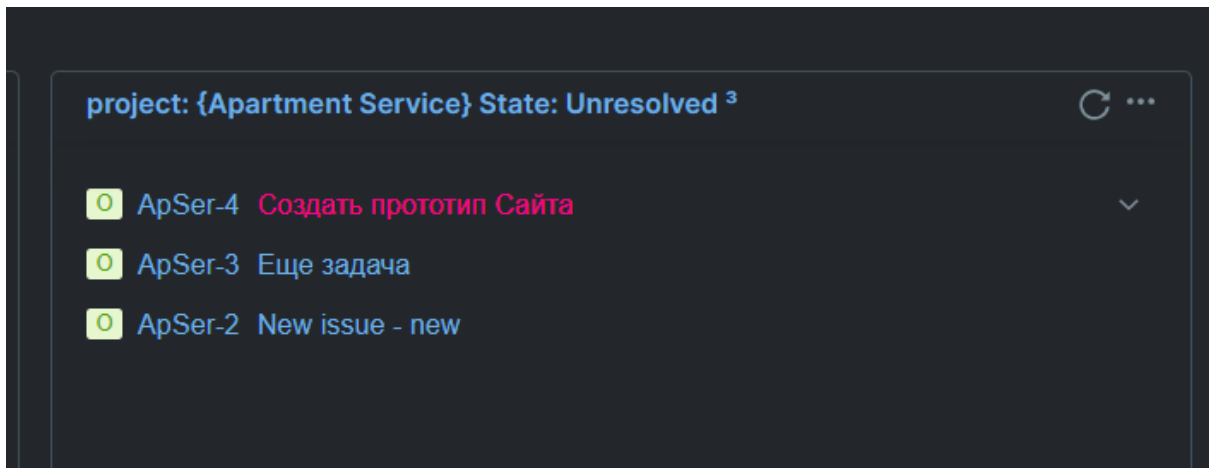 project: {Apartment Service} State: Unresolved ³
O ApSer-4 Создать прототип Сайта
O ApSer-3 Еще задача
O ApSer-2 New issue - new